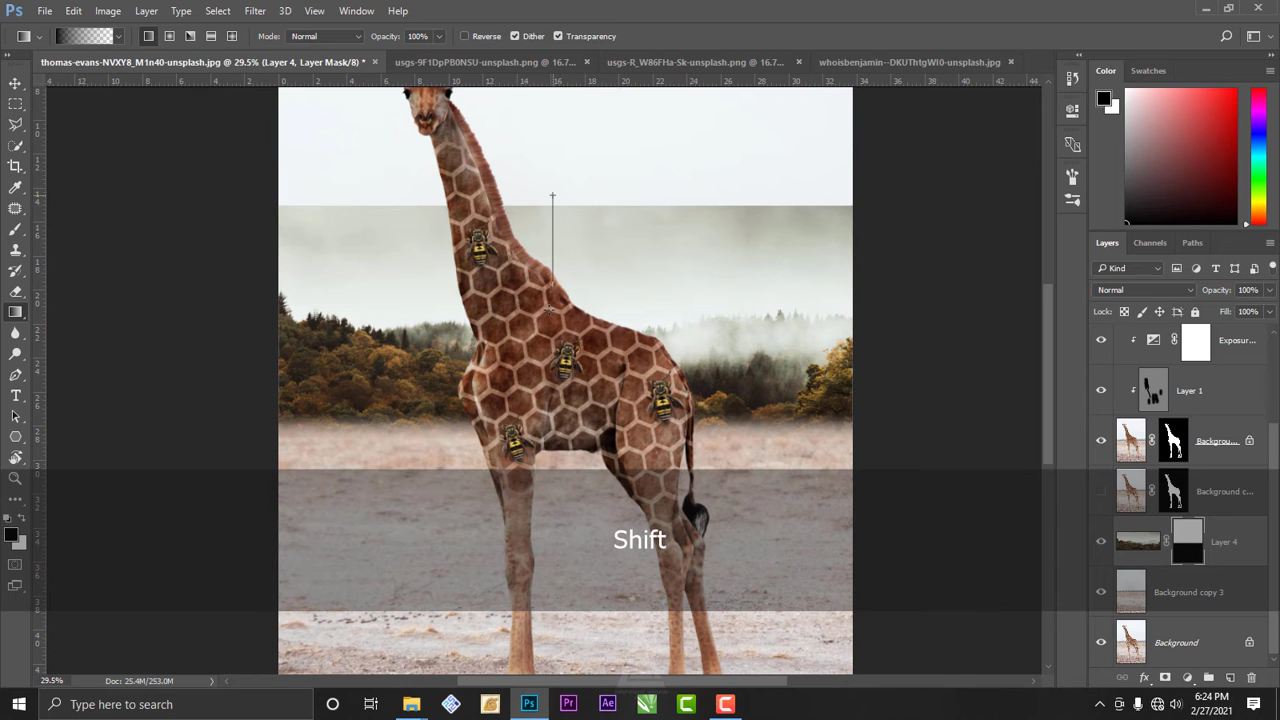 Ps File Edit Image Layer Type Select Filter 3D View Window Help
Mode: Normal Opacity: 100% Reverse Dither Transparency
thomas-evans-NVXY8_M1n40-unsplash.jpg @ 29.5% (Layer 4, Layer Mask/8) * × usgs-9F1DpPB0NSU-unsplash.png @ 16.7... × usgs-R_W86FHa-Sk-unsplash.png @ 16.7... × whoisbenjamin--DKUThtgWI0-unsplash.jpg ×
Color Swatches
Layers Channels Paths
Kind
Normal Opacity: 100%
Lock: Fill: 100%
Exposur...
Layer 1
Backgrou...
Background c...
Shift
Layer 4
Background copy 3
Background
29.5% Doc: 25.4M/253.0M
Type here to search
Ps Pr Ae
6:24 PM
2/27/2021